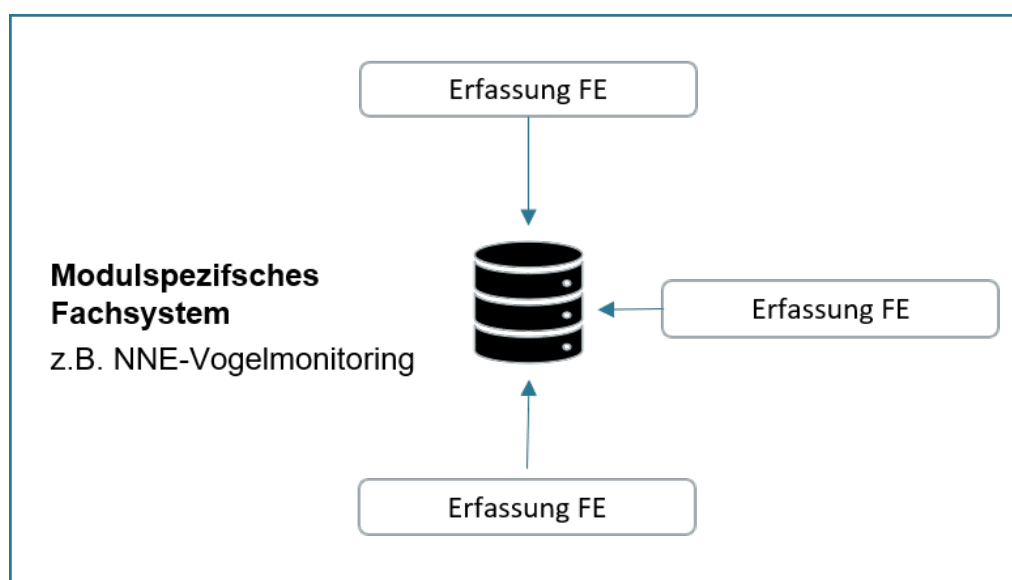 Erfassung FE
Modulspezifsches
Fachsystem
z.B. NNE-Vogelmonitoring
Erfassung FE
Erfassung FE